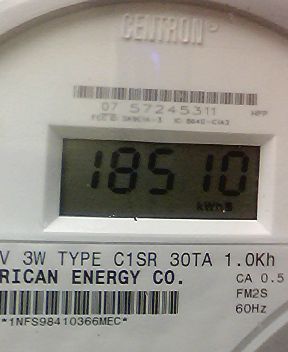 CENTRON®
07 57245311 HPP
18510
kWh
V 3W TYPE C1SR 30TA 1.0Kh
RICAN ENERGY CO.
CA 0.5
FM2S
60Hz
*1NFS98410366MEC*